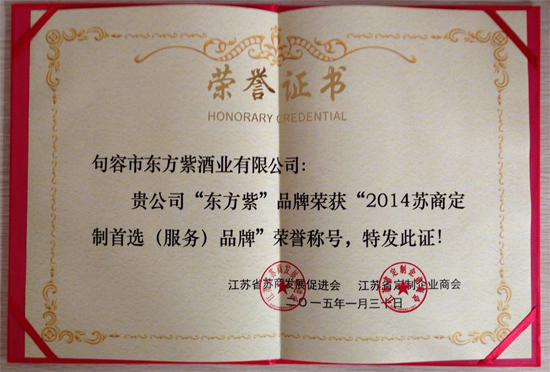 荣誉证书
HONORARY CREDENTIAL
句容市东方紫酒业有限公司：
贵公司“东方紫”品牌荣获“2014苏商定
制首选（服务）品牌”荣誉称号，特发此证！
江苏省苏商发展促进会 江苏省定制企业商会
二〇一五年一月三十日